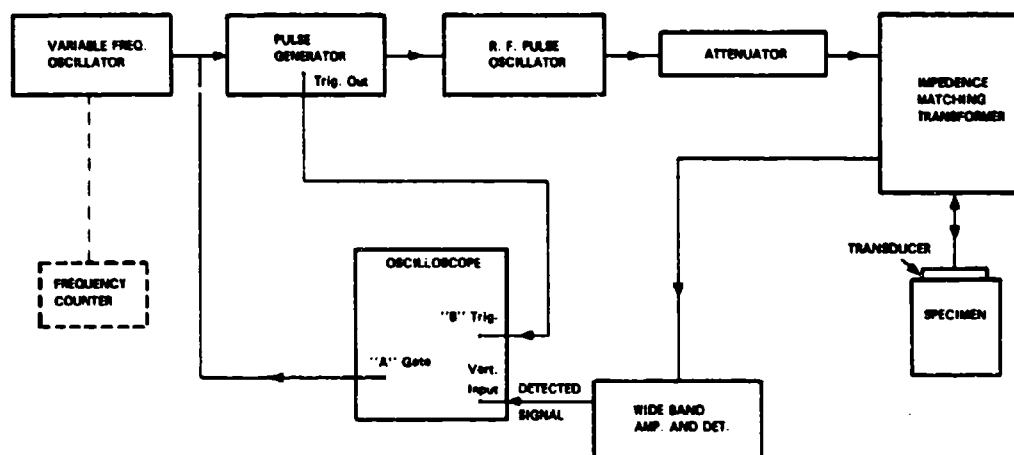 VARIABLE FREQ.
OSCILLATOR
PULSE
GENERATOR
Trig. Out
R. F. PULSE
OSCILLATOR
ATTENUATOR
IMPEDENCE
MATCHING
TRANSFORMER
TRANSDUCER
SPECIMEN
FREQUENCY
COUNTER
OSCILLOSCOPE
"B" Trig.
"A" Gate
Vert.
Input
DETECTED
SIGNAL
WIDE BAND
AMP. AND DET.